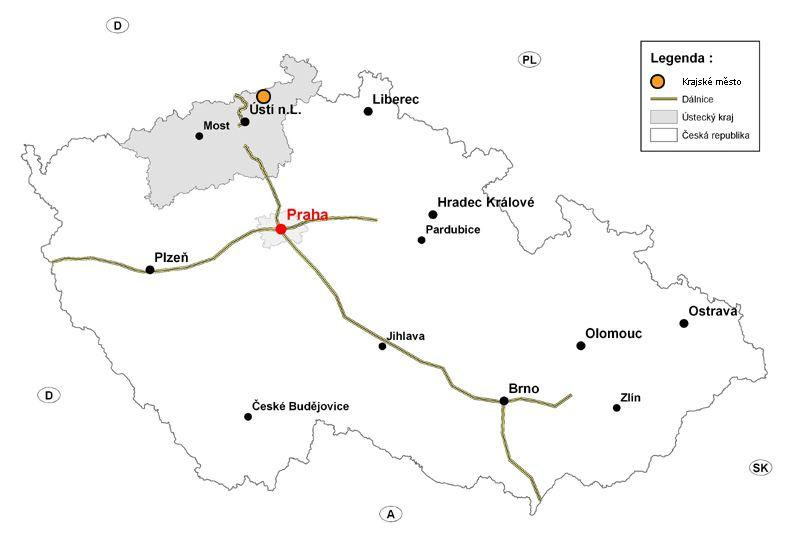 D
PL
Legenda :
Krajské město
Dálnice
Ústecký kraj
Česká republika
Ústí n.L.
Liberec
Most
Hradec Králové
Praha
Pardubice
Plzeň
Ostrava
Jihlava
Olomouc
Brno
Zlín
D
České Budějovice
SK
A